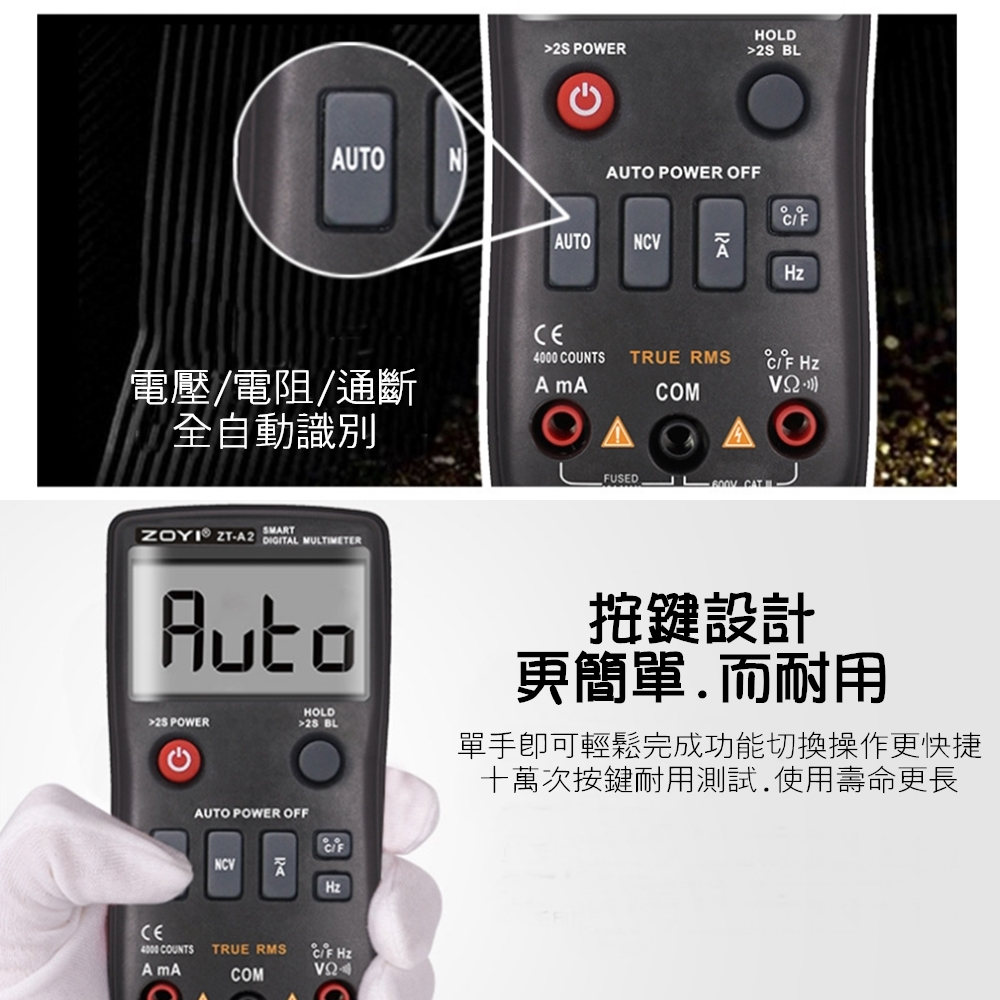 >2S POWER
HOLD
>2S BL
AUTO
N
AUTO POWER OFF
AUTO
NCV
A
°C/°F
Hz
CE
4000 COUNTS
TRUE RMS
°C/°F Hz
A mA
COM
VΩ
FUSED
600V CAT II
電壓/電阻/通斷
全自動識別
ZOYI® ZT-A2
SMART
DIGITAL MULTIMETER
Auto
>2S POWER
HOLD
>2S BL
AUTO POWER OFF
NCV
A
°C/°F
Hz
CE
4000 COUNTS
TRUE RMS
°C/°F Hz
A mA
COM
VΩ
按鍵設計
更簡單.而耐用
單手即可輕鬆完成功能切換操作更快捷
十萬次按鍵耐用測試.使用壽命更長